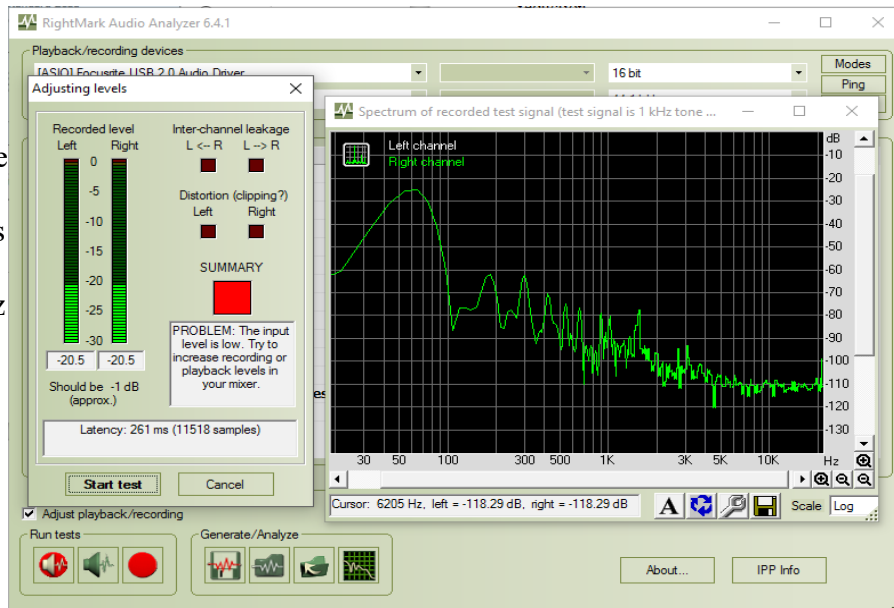 RightMark Audio Analyzer 6.4.1
Playback/recording devices
[ASIO] Focusrite USB 2.0 Audio Driver
16 bit
Modes
Ping
Adjusting levels
Recorded level
Left Right
0
-5
-10
-15
-20
-25
-30
-20.5 -20.5
Should be -1 dB
(approx.)
Inter-channel leakage
L <-- R L --> R
Distortion (clipping?)
Left Right
SUMMARY
PROBLEM: The input
level is low. Try to
increase recording or
playback levels in
your mixer.
Latency: 261 ms (11518 samples)
Start test Cancel
Spectrum of recorded test signal (test signal is 1 kHz tone ...
Left channel
Right channel
dB
-10
-20
-30
-40
-50
-60
-70
-80
-90
-100
-110
-120
-130
30 50 100 300 500 1K 3K 5K 10K Hz
Cursor: 6205 Hz, left = -118.29 dB, right = -118.29 dB
A
Scale Log
Adjust playback/recording
Run tests
Generate/Analyze
About...
IPP Info